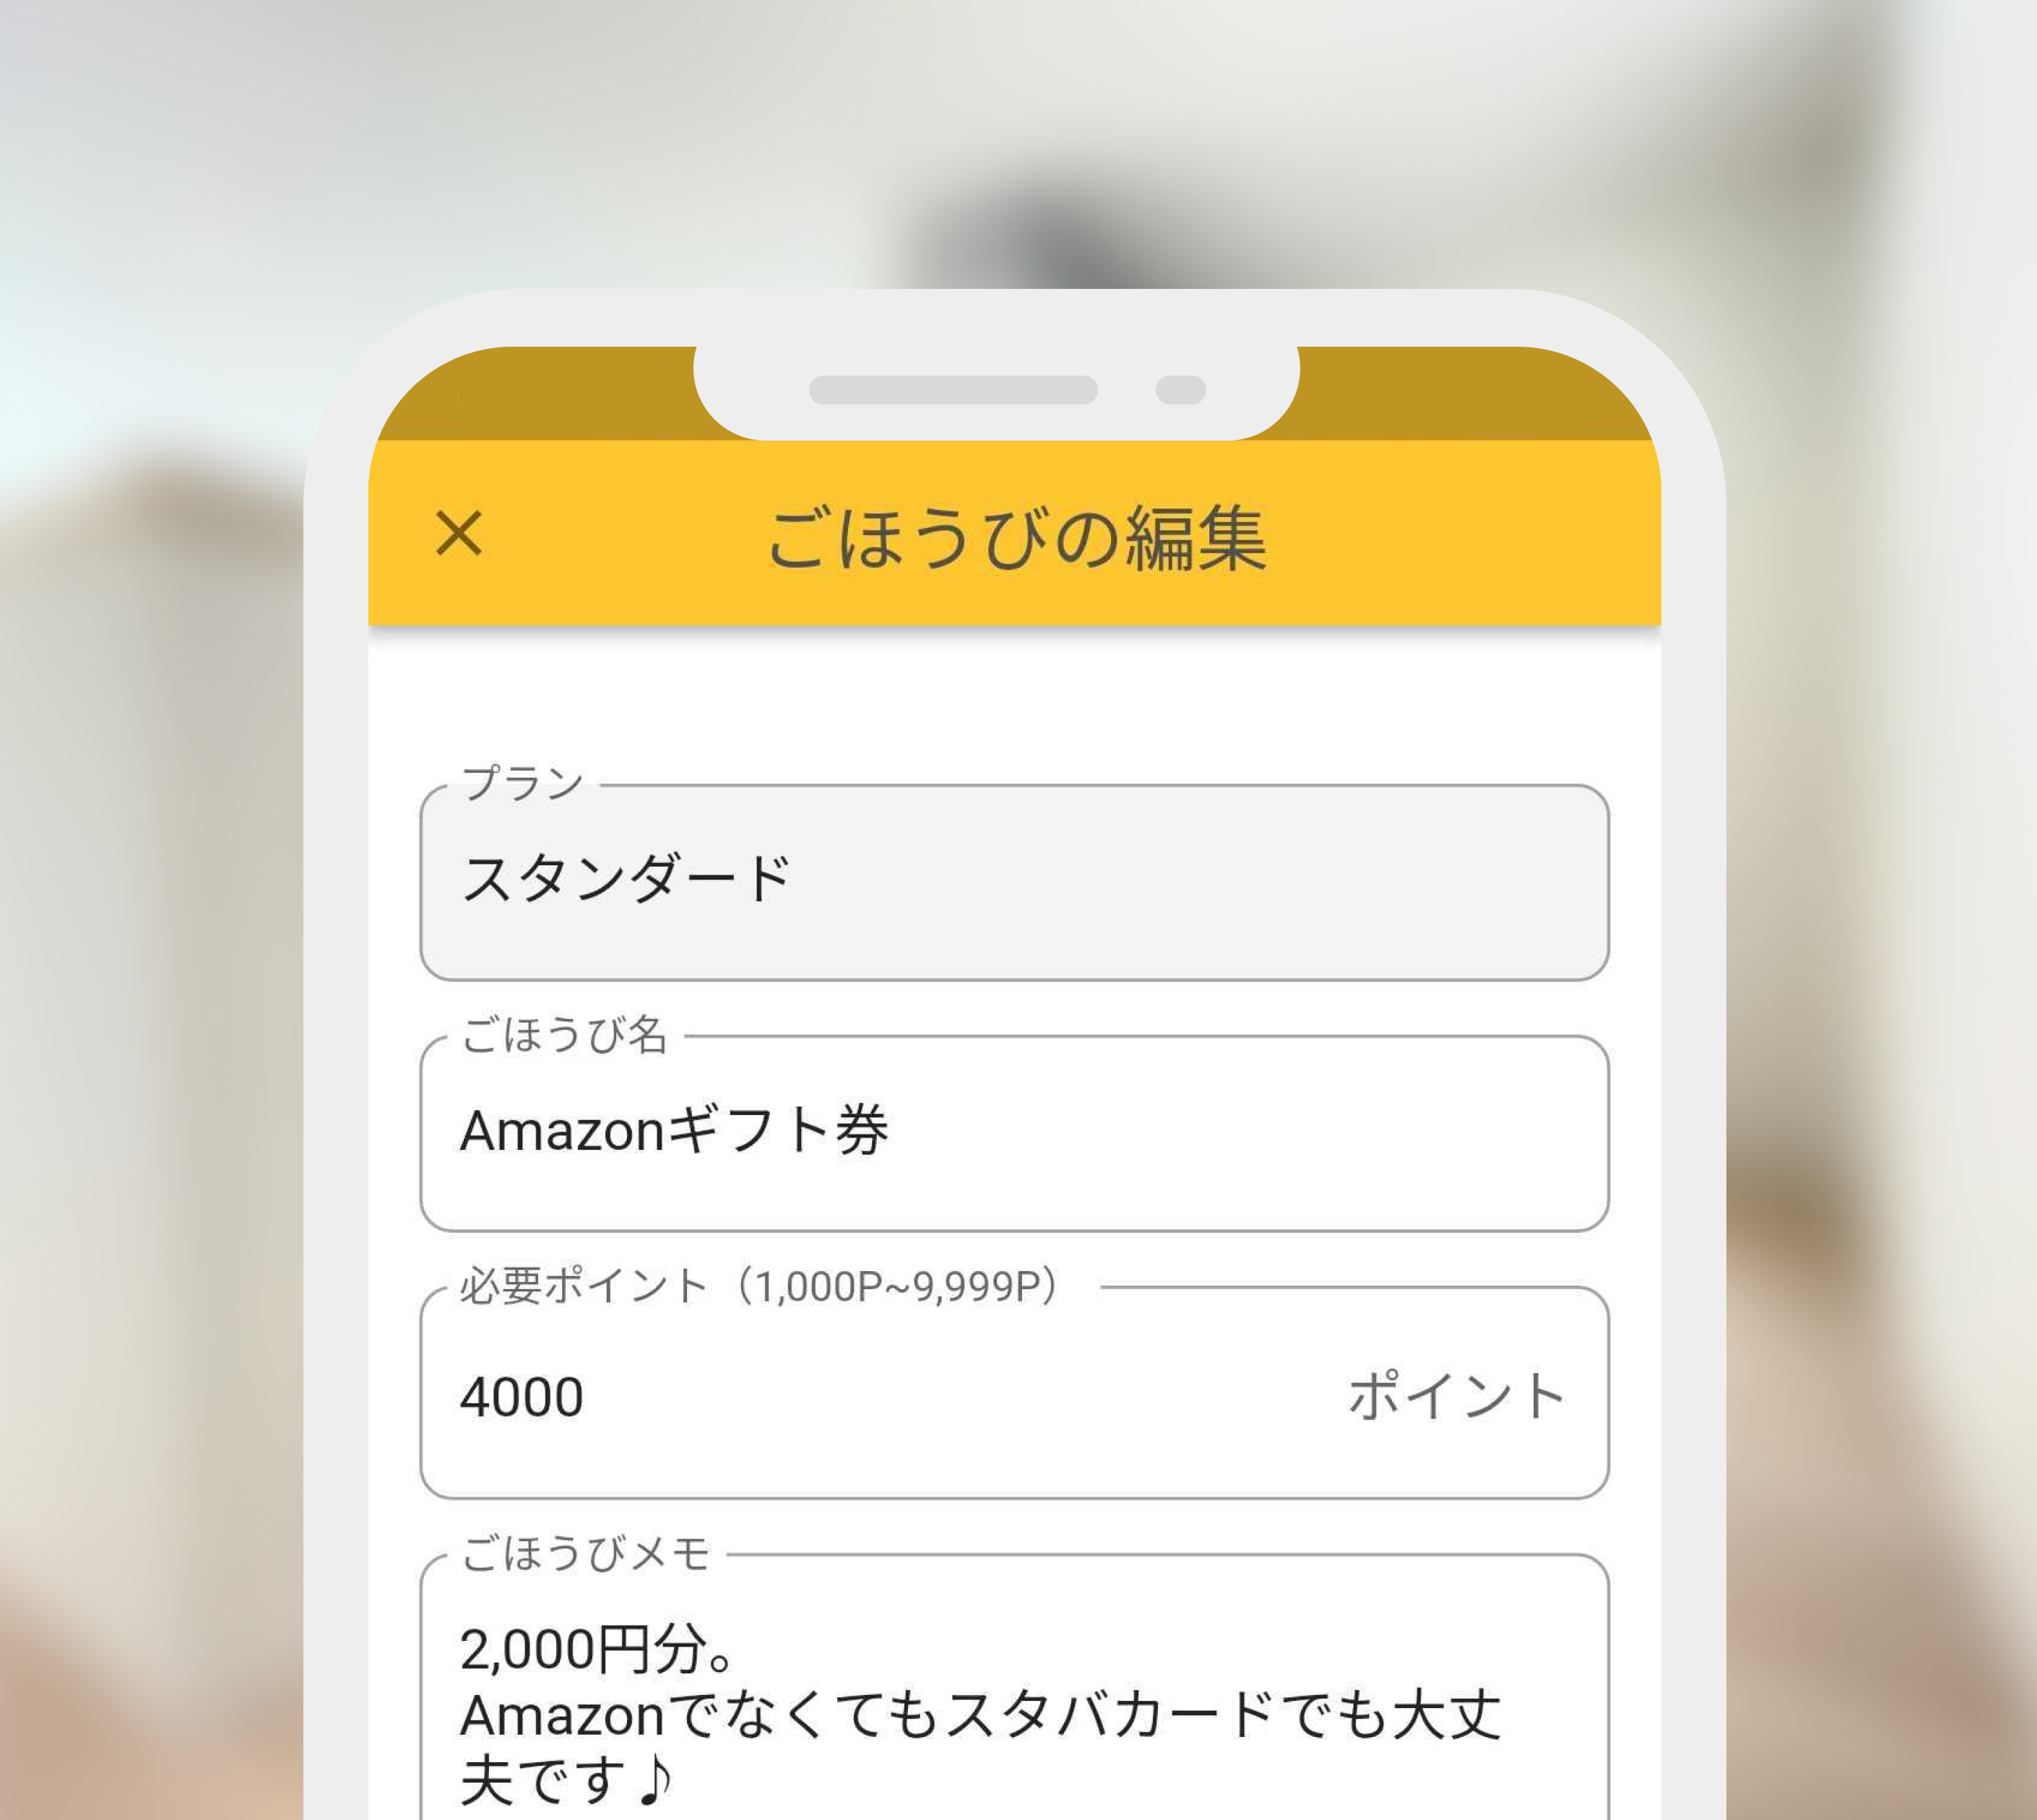 ごほうびの編集
プラン
スタンダード
ごほうび名
Amazonギフト券
必要ポイント（1,000P~9,999P）
4000 ポイント
ごほうびメモ
2,000円分。
Amazonでなくてもスタバカードでも大丈
夫です♪